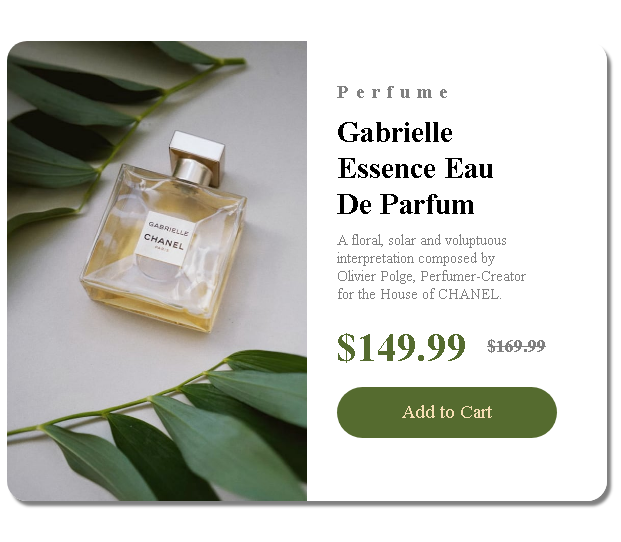 GABRIELLE
CHANEL
PARIS
Perfume
Gabrielle
Essence Eau
De Parfum
A floral, solar and voluptuous
interpretation composed by
Olivier Polge, Perfumer-Creator
for the House of CHANEL.
$149.99 $169.99
Add to Cart